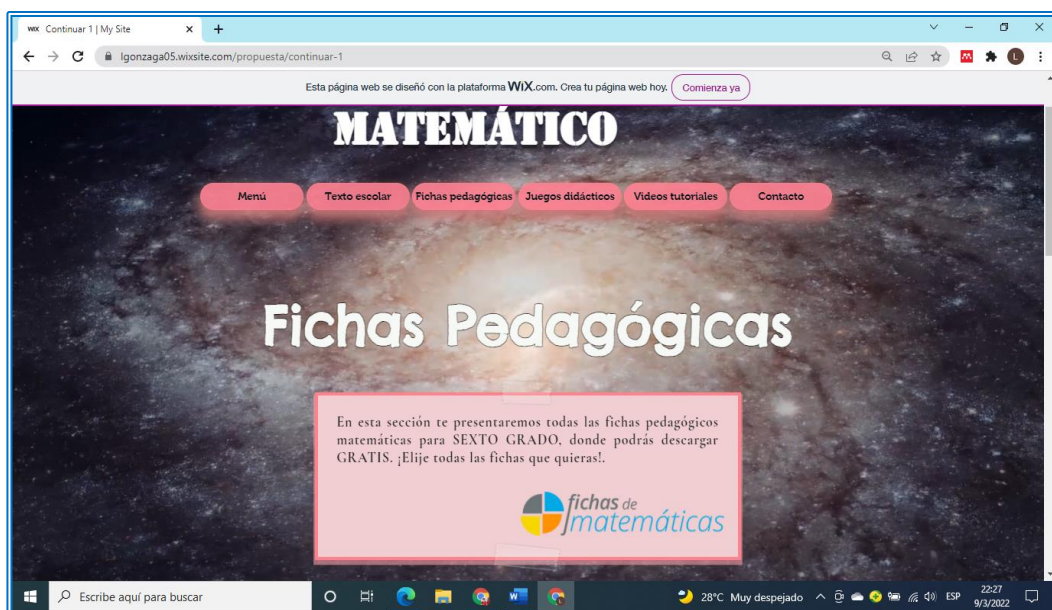 WIX Continuar 1 | My Site
lgonzaga05.wixsite.com/propuesta/continuar-1
L
Esta página web se diseñó con la plataforma WiX.com. Crea tu página web hoy. Comienza ya
MATEMÁTICO
Menú Texto escolar Fichas pedagógicas Juegos didácticos Videos tutoriales Contacto
Fichas Pedagógicas
En esta sección te presentaremos todas las fichas pedagógicos
matemáticas para SEXTO GRADO, donde podrás descargar
GRATIS. ¡Elije todas las fichas que quieras!.
fichas de
matemáticas
Escribe aquí para buscar
28°C Muy despejado
ESP
22:27
9/3/2022